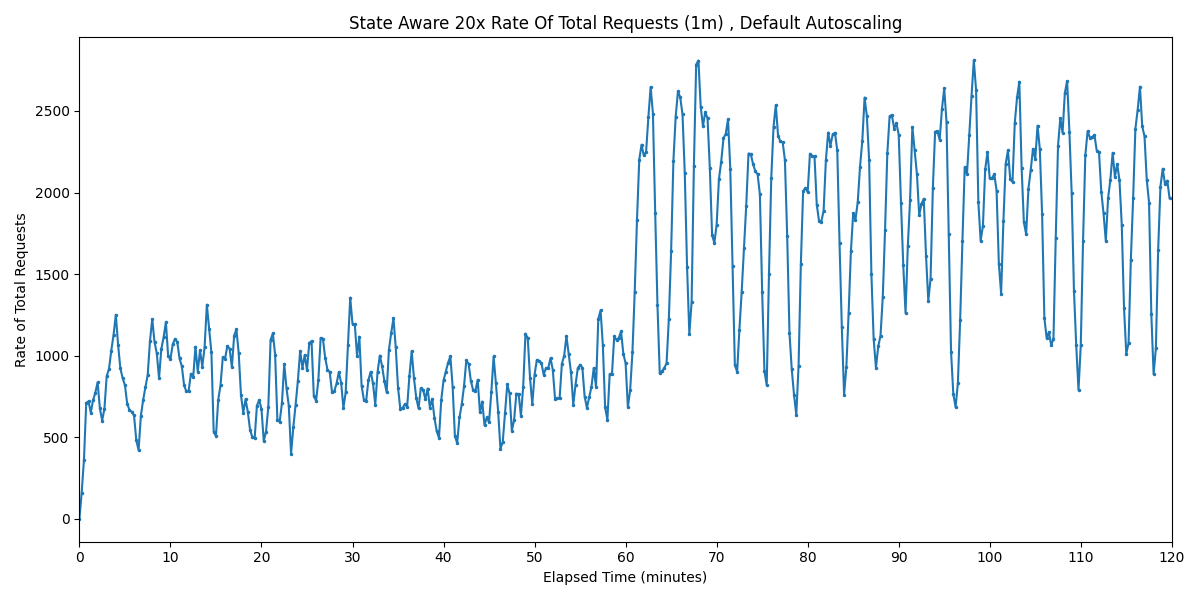 State Aware 20x Rate Of Total Requests (1m) , Default Autoscaling
Rate of Total Requests
2500
2000
1500
1000
500
0
0 10 20 30 40 50 60 70 80 90 100 110 120
Elapsed Time (minutes)